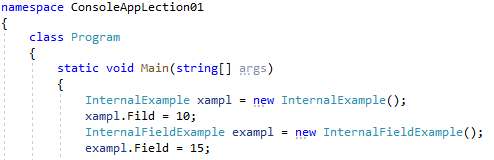 namespace ConsoleAppLection01
{
class Program
{
static void Main(string[] args)
{
InternalExample xampl = new InternalExample();
xampl.Fild = 10;
InternalFieldExample exampl = new InternalFieldExample();
exampl.Field = 15;